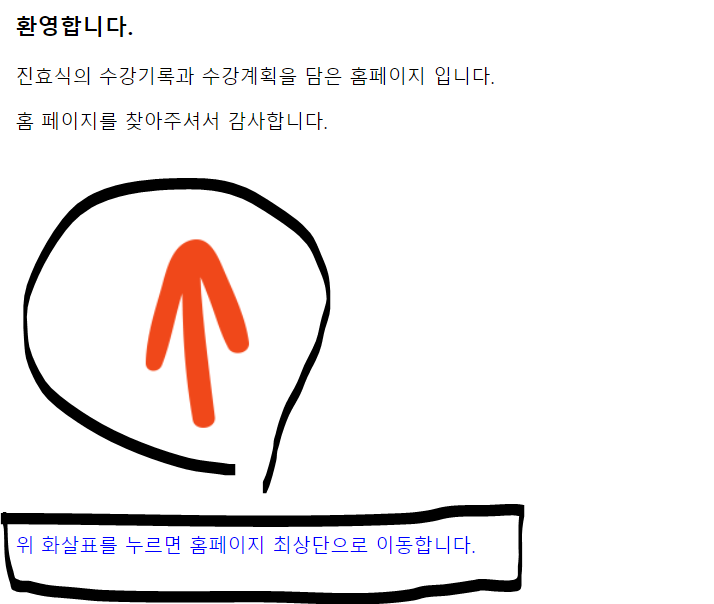 환영합니다.
진효식의 수강기록과 수강계획을 담은 홈페이지 입니다.
홈 페이지를 찾아주셔서 감사합니다.
위 화살표를 누르면 홈페이지 최상단으로 이동합니다.